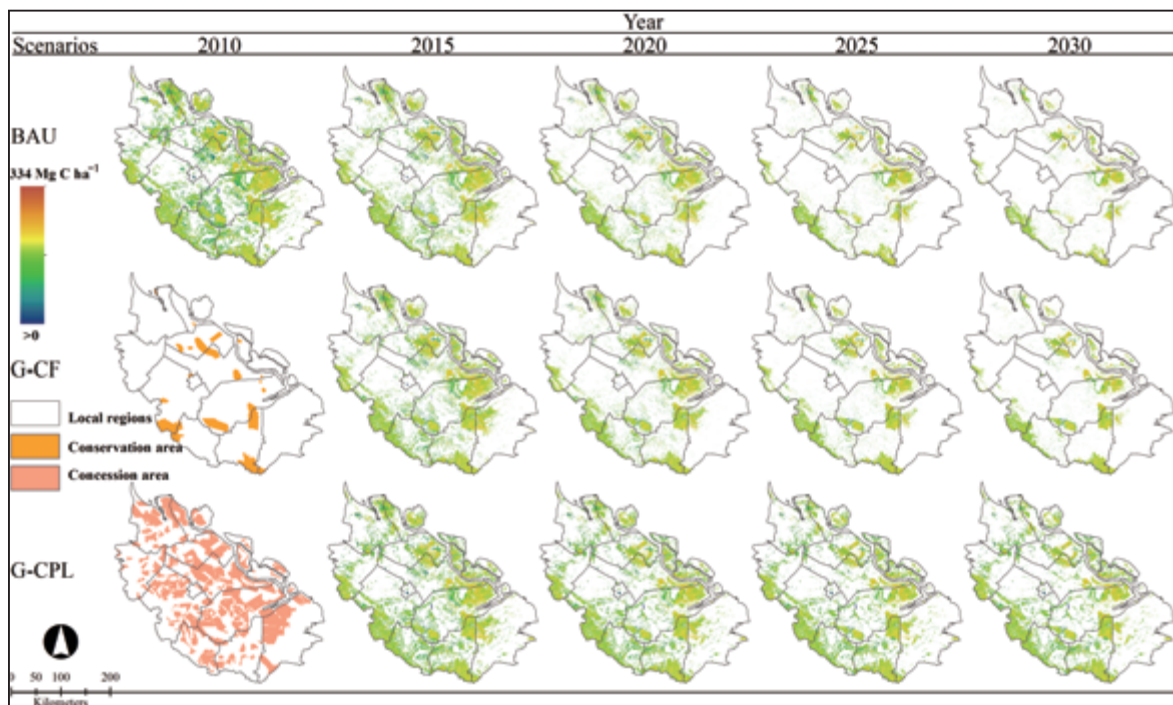 Year
Scenarios 2010 2015 2020 2025 2030
BAU
334 Mg C ha⁻¹
>0
G-CF
Local regions
Conservation area
Concession area
G-CPL
0 50 100 200
Kilometers